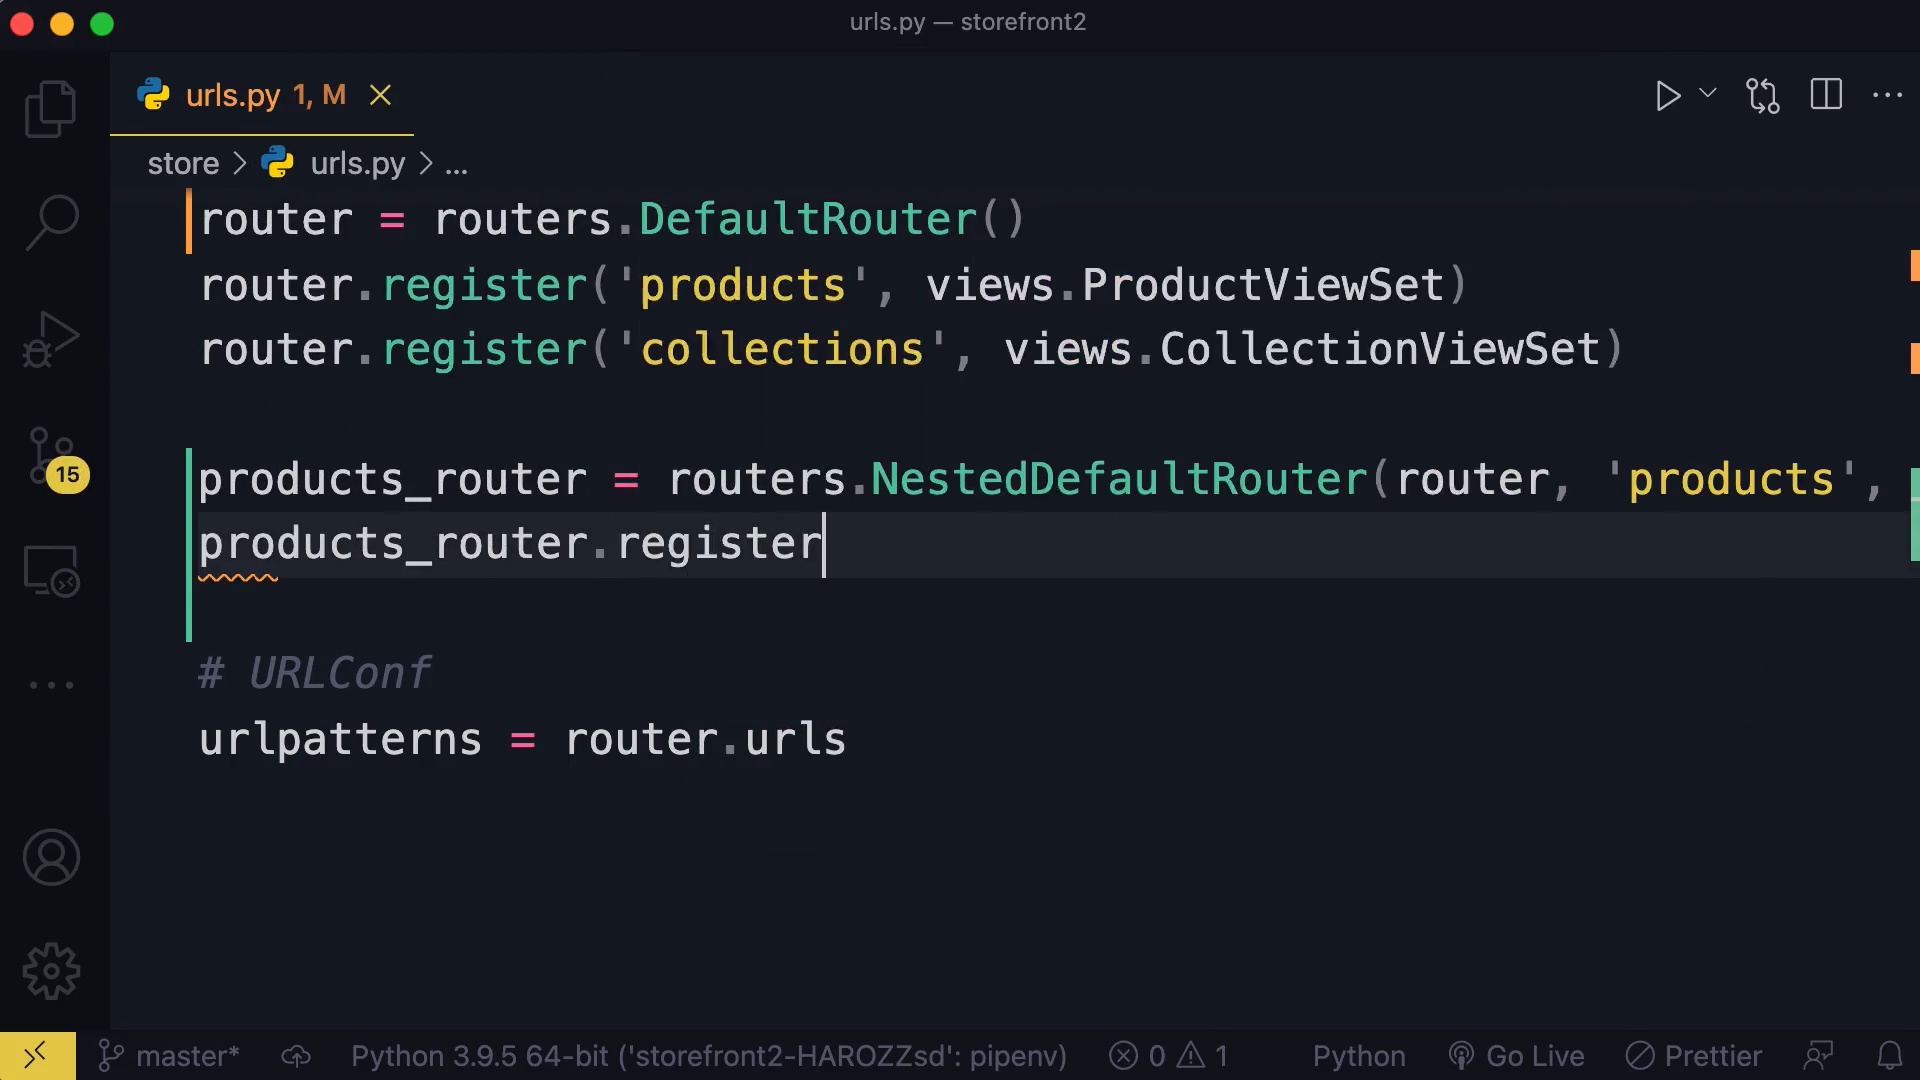 urls.py — storefront2
urls.py 1, M
store > urls.py > ...
router = routers.DefaultRouter()
router.register('products', views.ProductViewSet)
router.register('collections', views.CollectionViewSet)
products_router = routers.NestedDefaultRouter(router, 'products',
products_router.register
# URLConf
urlpatterns = router.urls
15
master* Python 3.9.5 64-bit ('storefront2-HAROZZsd': pipenv) 0 1 Python Go Live Prettier